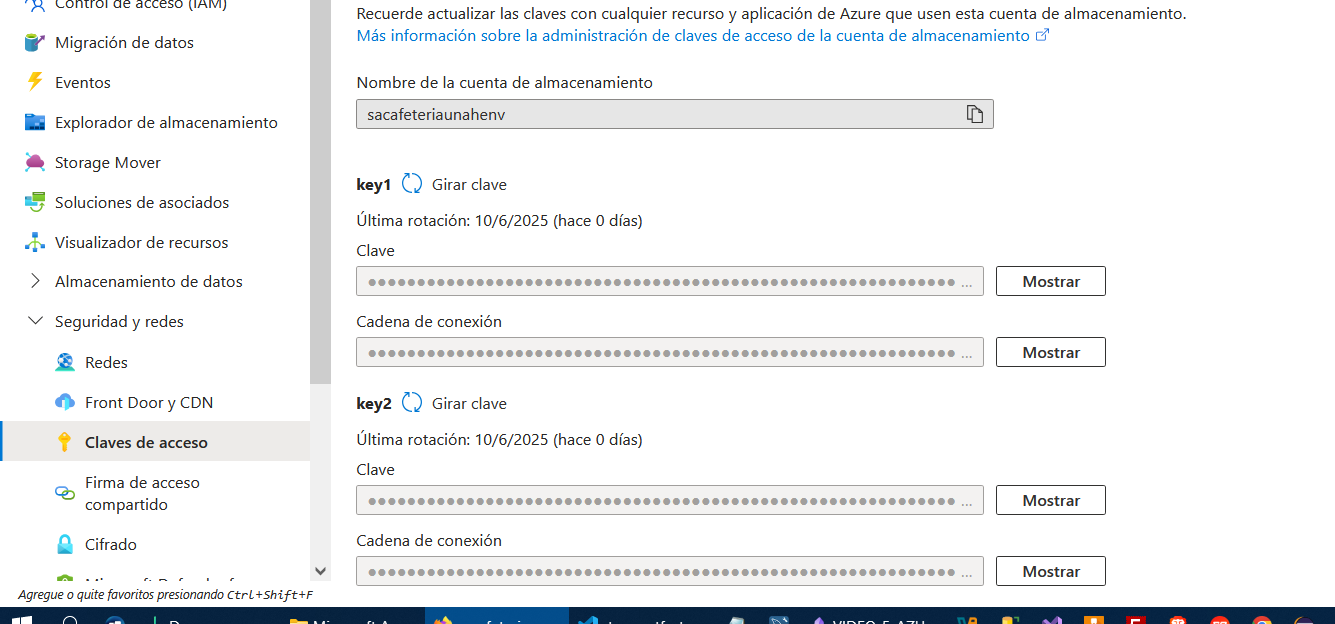 Control de acceso (IAM)
Migración de datos
Eventos
Explorador de almacenamiento
Storage Mover
Soluciones de asociados
Visualizador de recursos
Almacenamiento de datos
Seguridad y redes
Redes
Front Door y CDN
Claves de acceso
Firma de acceso
compartido
Cifrado
Agregue o quite favoritos presionando Ctrl+Shift+F
Recuerde actualizar las claves con cualquier recurso y aplicación de Azure que usen esta cuenta de almacenamiento.
Más información sobre la administración de claves de acceso de la cuenta de almacenamiento
Nombre de la cuenta de almacenamiento
sacafeteriaunahenv
key1 Girar clave
Última rotación: 10/6/2025 (hace 0 días)
Clave
... Mostrar
Cadena de conexión
... Mostrar
key2 Girar clave
Última rotación: 10/6/2025 (hace 0 días)
Clave
... Mostrar
Cadena de conexión
... Mostrar